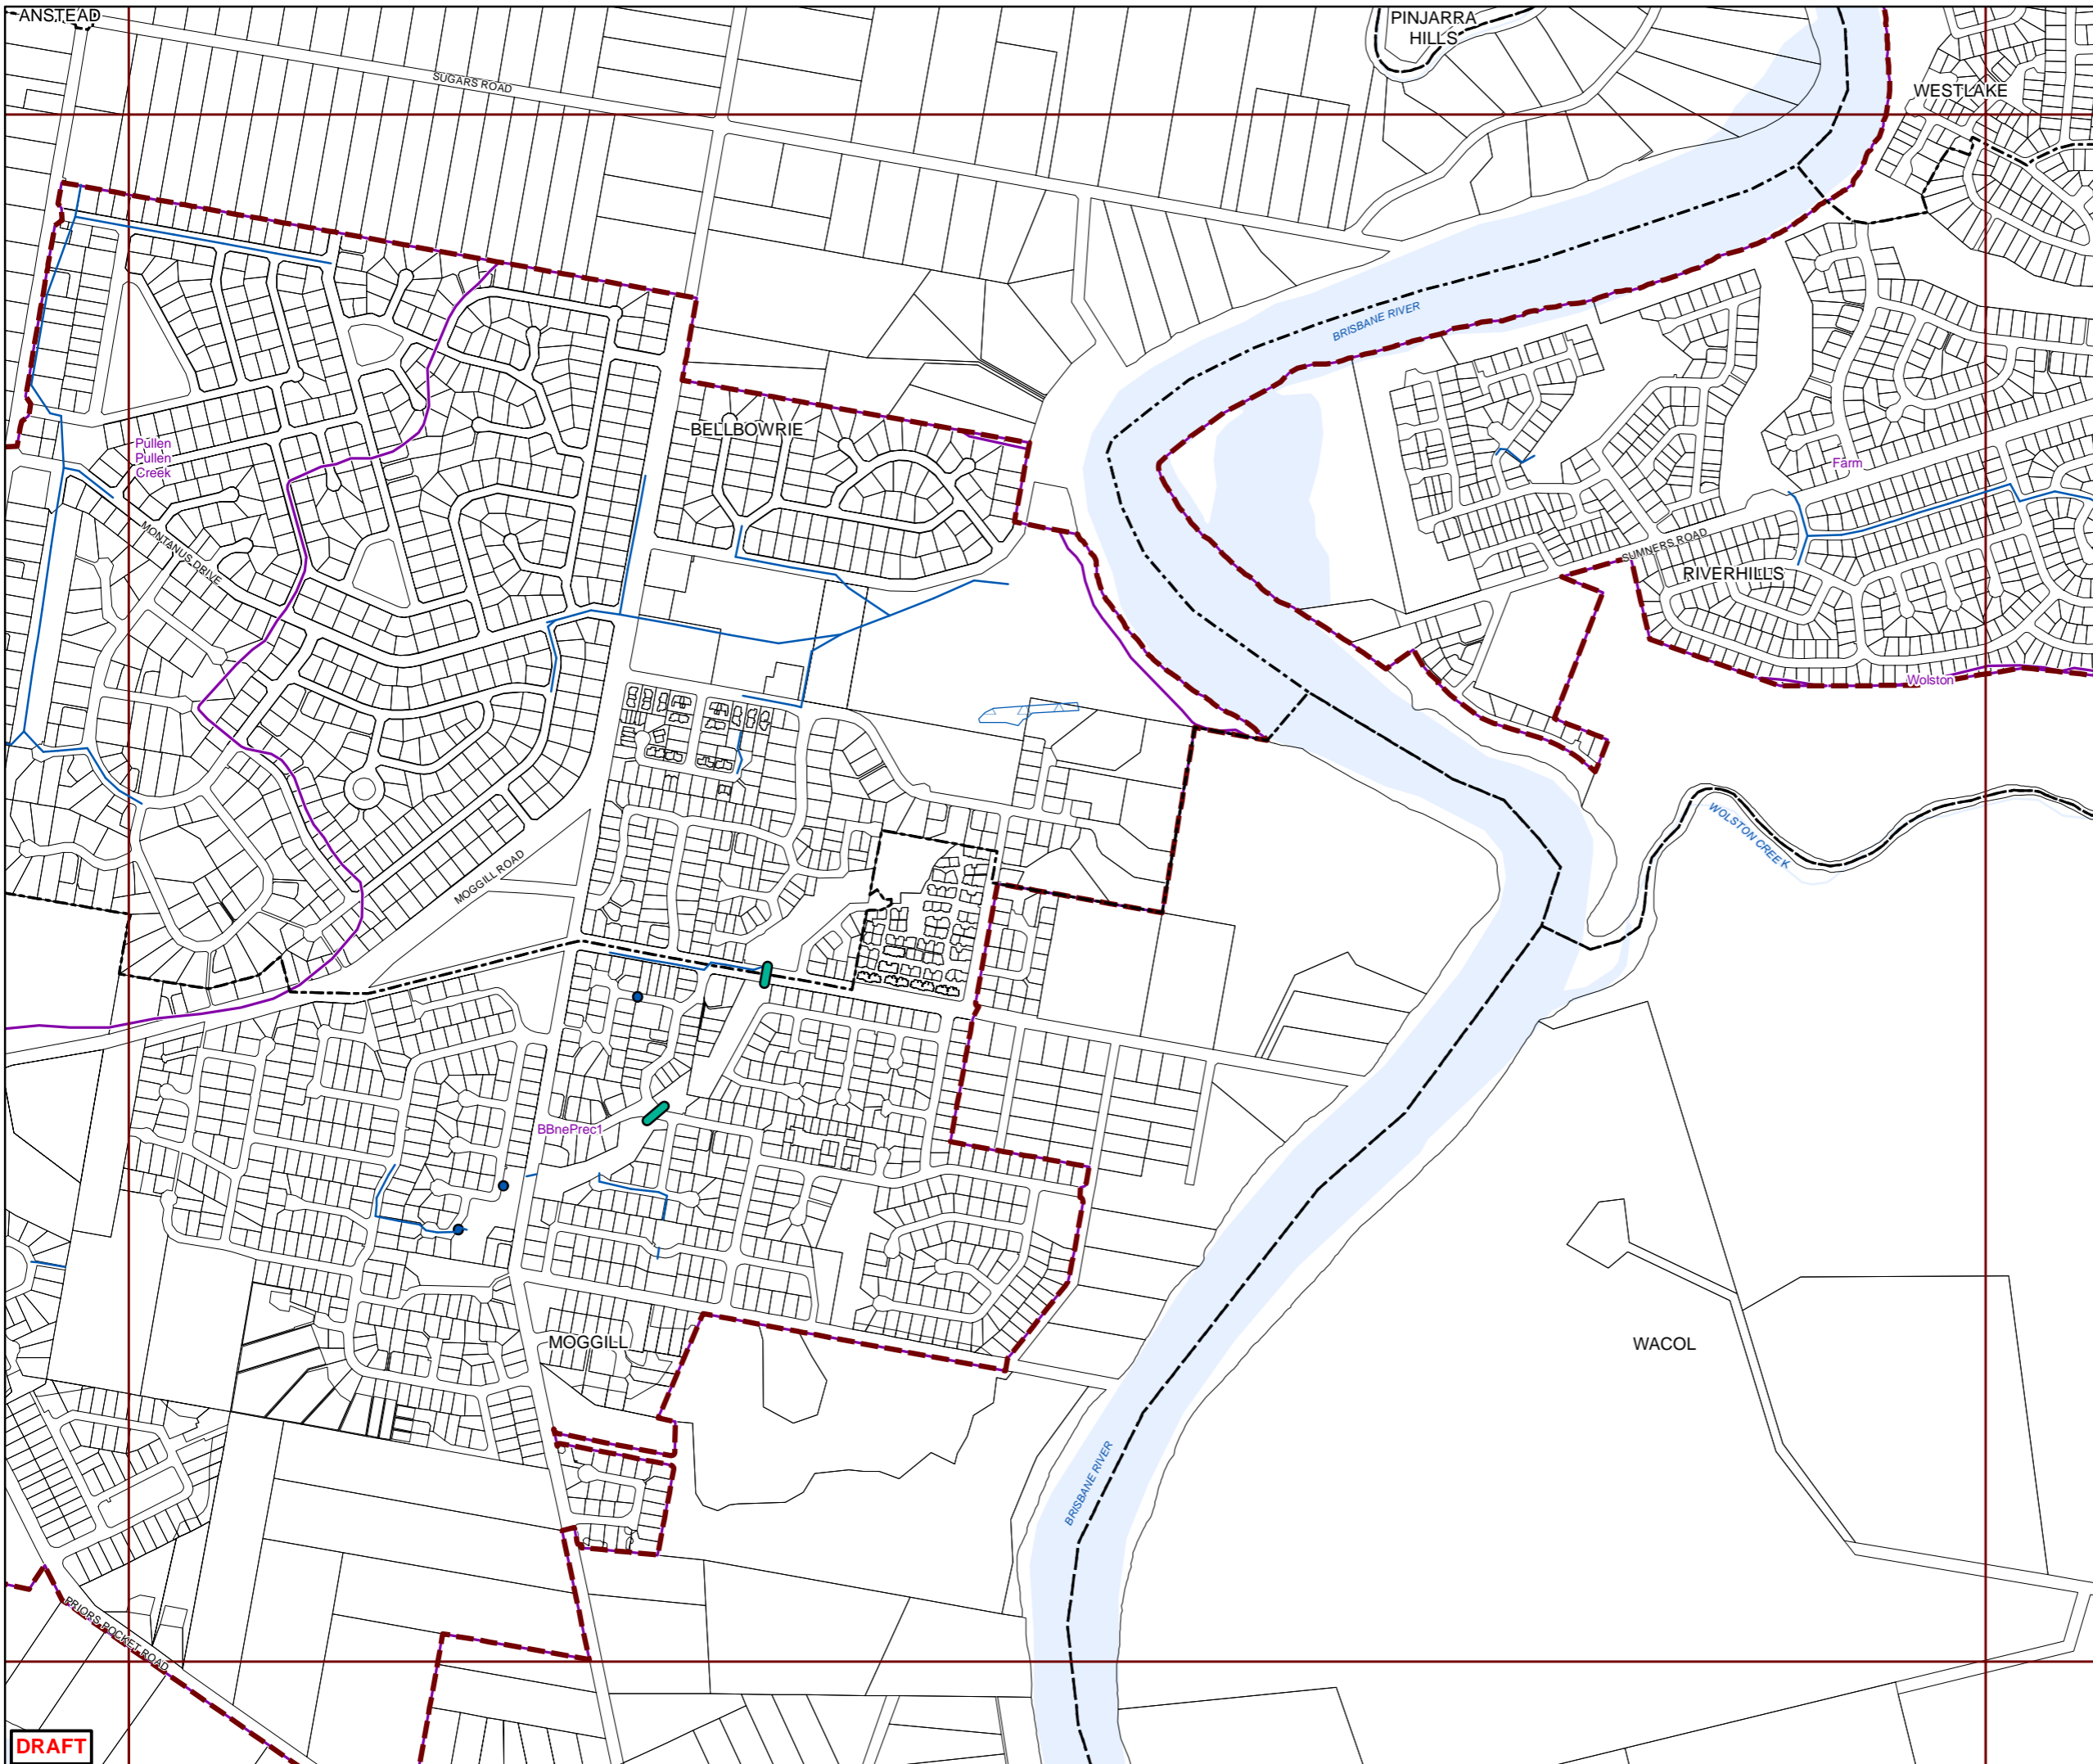 ANSTEAD
PINJARRA
HILLS
SUGARS ROAD
WESTLAKE
BRISBANE RIVER
BELLBOWRIE
Pullen
Pullen
Creek
Farm
MONTANUS DRIVE
SUMNERS ROAD
RIVERHILLS
Wolston
WOLSTON CREEK
MOGGILL ROAD
BBnePrec1
MOGGILL
WACOL
BRISBANE RIVER
PRIORS POCKET ROAD
DRAFT